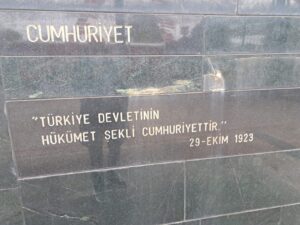 CUMHURİYET
"TÜRKİYE DEVLETİNİN
HÜKÜMET ŞEKLİ CUMHURİYETTİR."
29-EKİM 1923